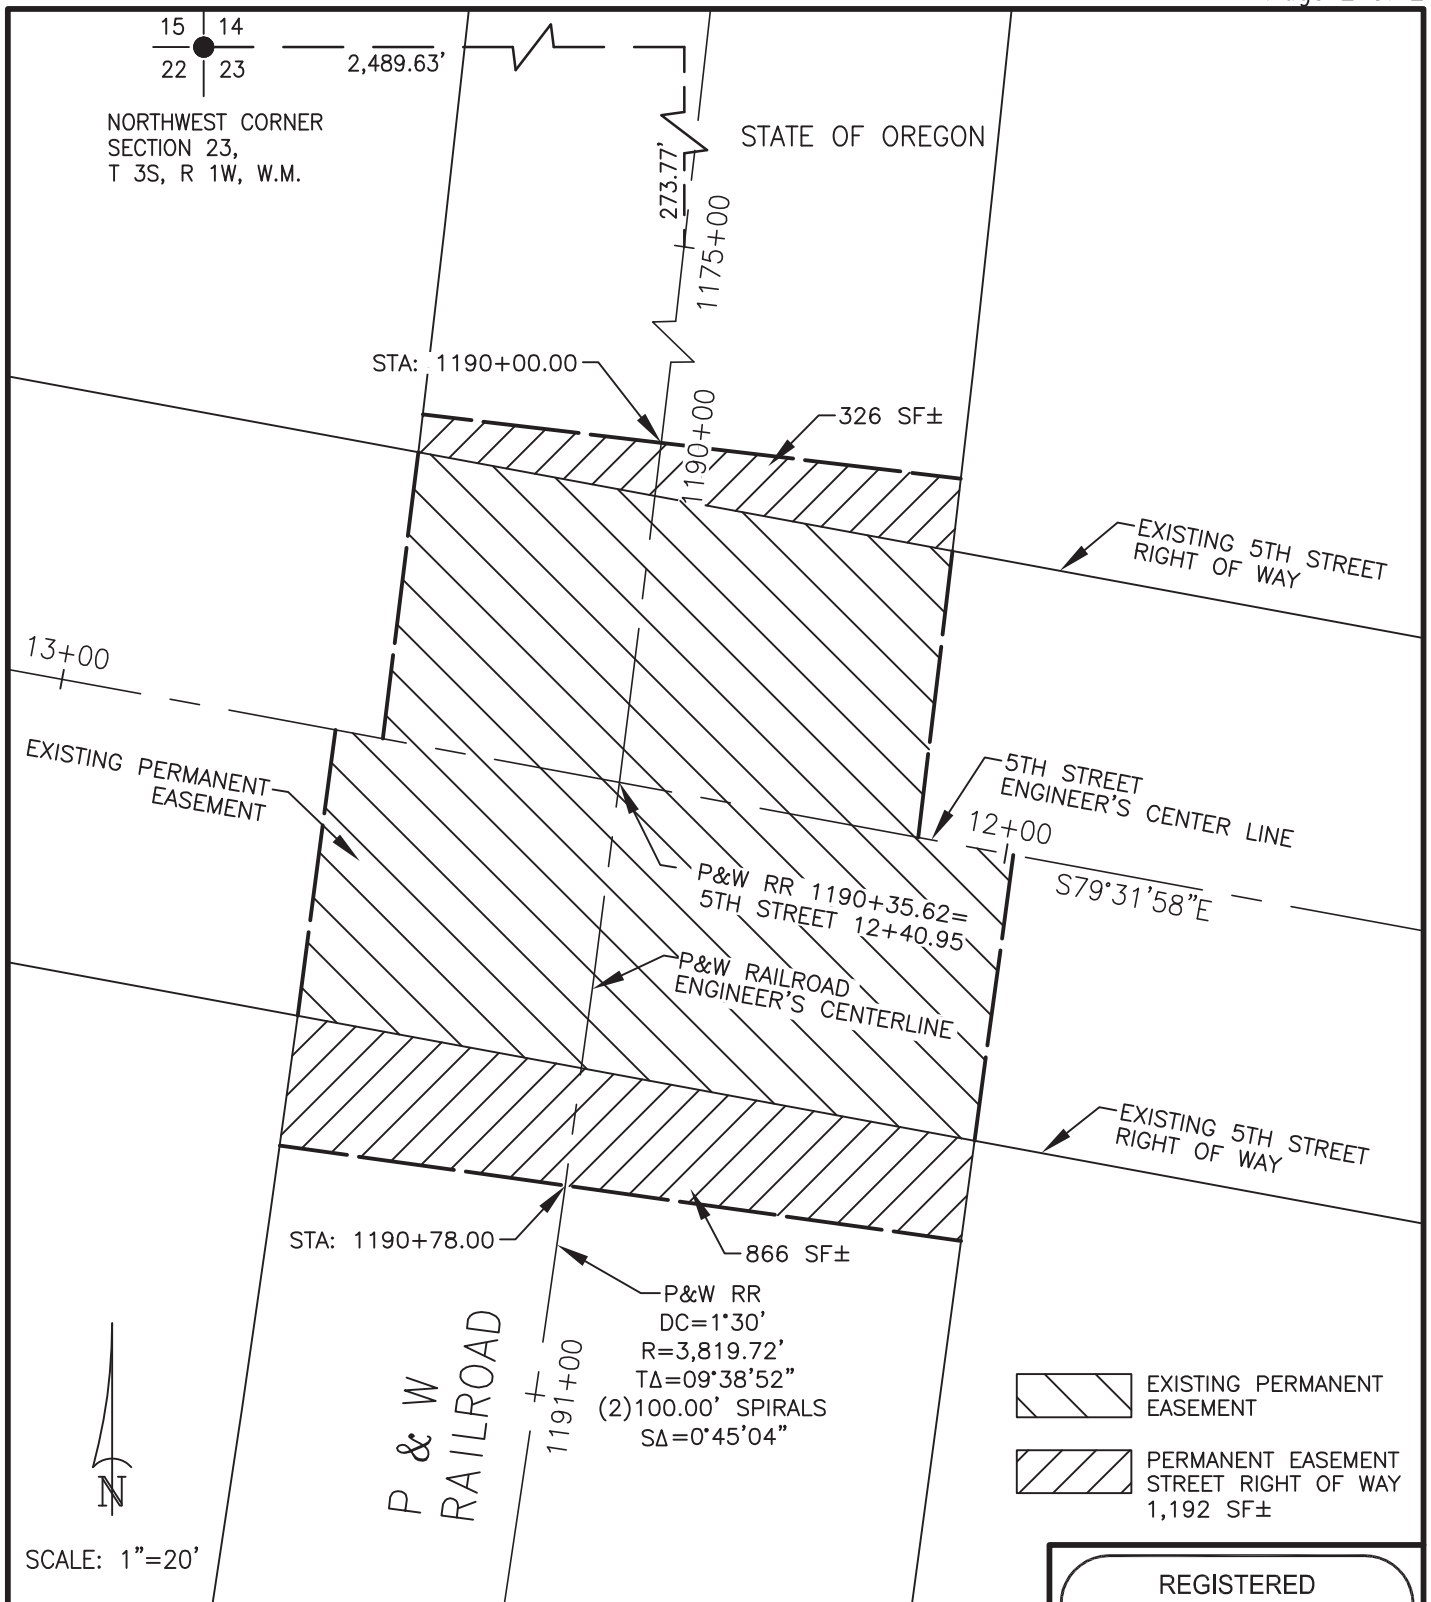 15 14
22 23
2,489.63'
NORTHWEST CORNER
SECTION 23,
T 3S, R 1W, W.M.
273.77'
STATE OF OREGON
1175+00
STA: 1190+00.00
1190+00
326 SF±
EXISTING 5TH STREET
RIGHT OF WAY
13+00
EXISTING PERMANENT
EASEMENT
5TH STREET
ENGINEER'S CENTER LINE
12+00
S79°31'58"E
P&W RR 1190+35.62=
5TH STREET 12+40.95
P&W RAILROAD
ENGINEER'S CENTERLINE
EXISTING 5TH STREET
RIGHT OF WAY
STA: 1190+78.00
866 SF±
P&W RR
DC=1°30'
R=3,819.72'
TΔ=09°38'52"
(2)100.00' SPIRALS
SΔ=0°45'04"
P & W
RAILROAD
1191+00
N
SCALE: 1"=20'
EXISTING PERMANENT
EASEMENT
PERMANENT EASEMENT
STREET RIGHT OF WAY
1,192 SF±
REGISTERED